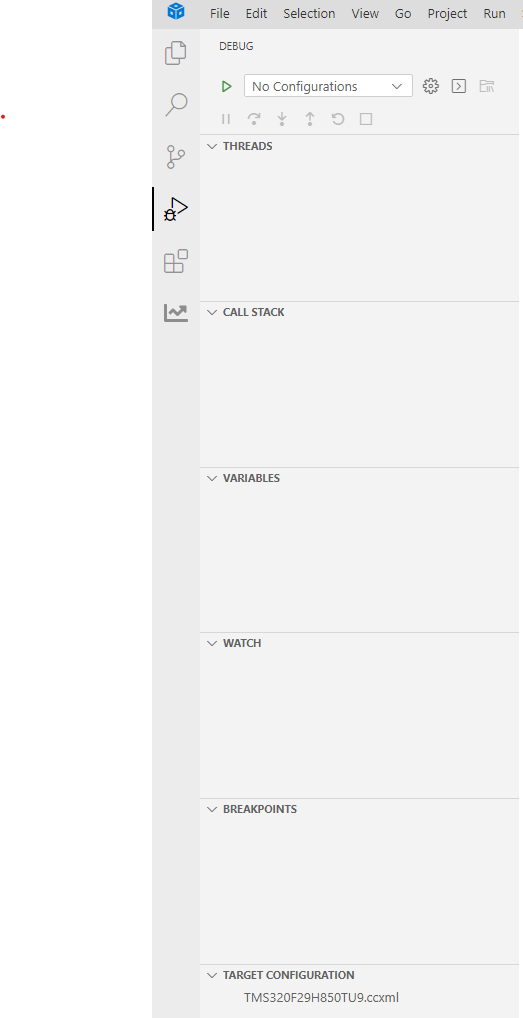 File Edit Selection View Go Project Run
DEBUG
No Configurations
THREADS
CALL STACK
VARIABLES
WATCH
BREAKPOINTS
TARGET CONFIGURATION
TMS320F29H850TU9.ccxml